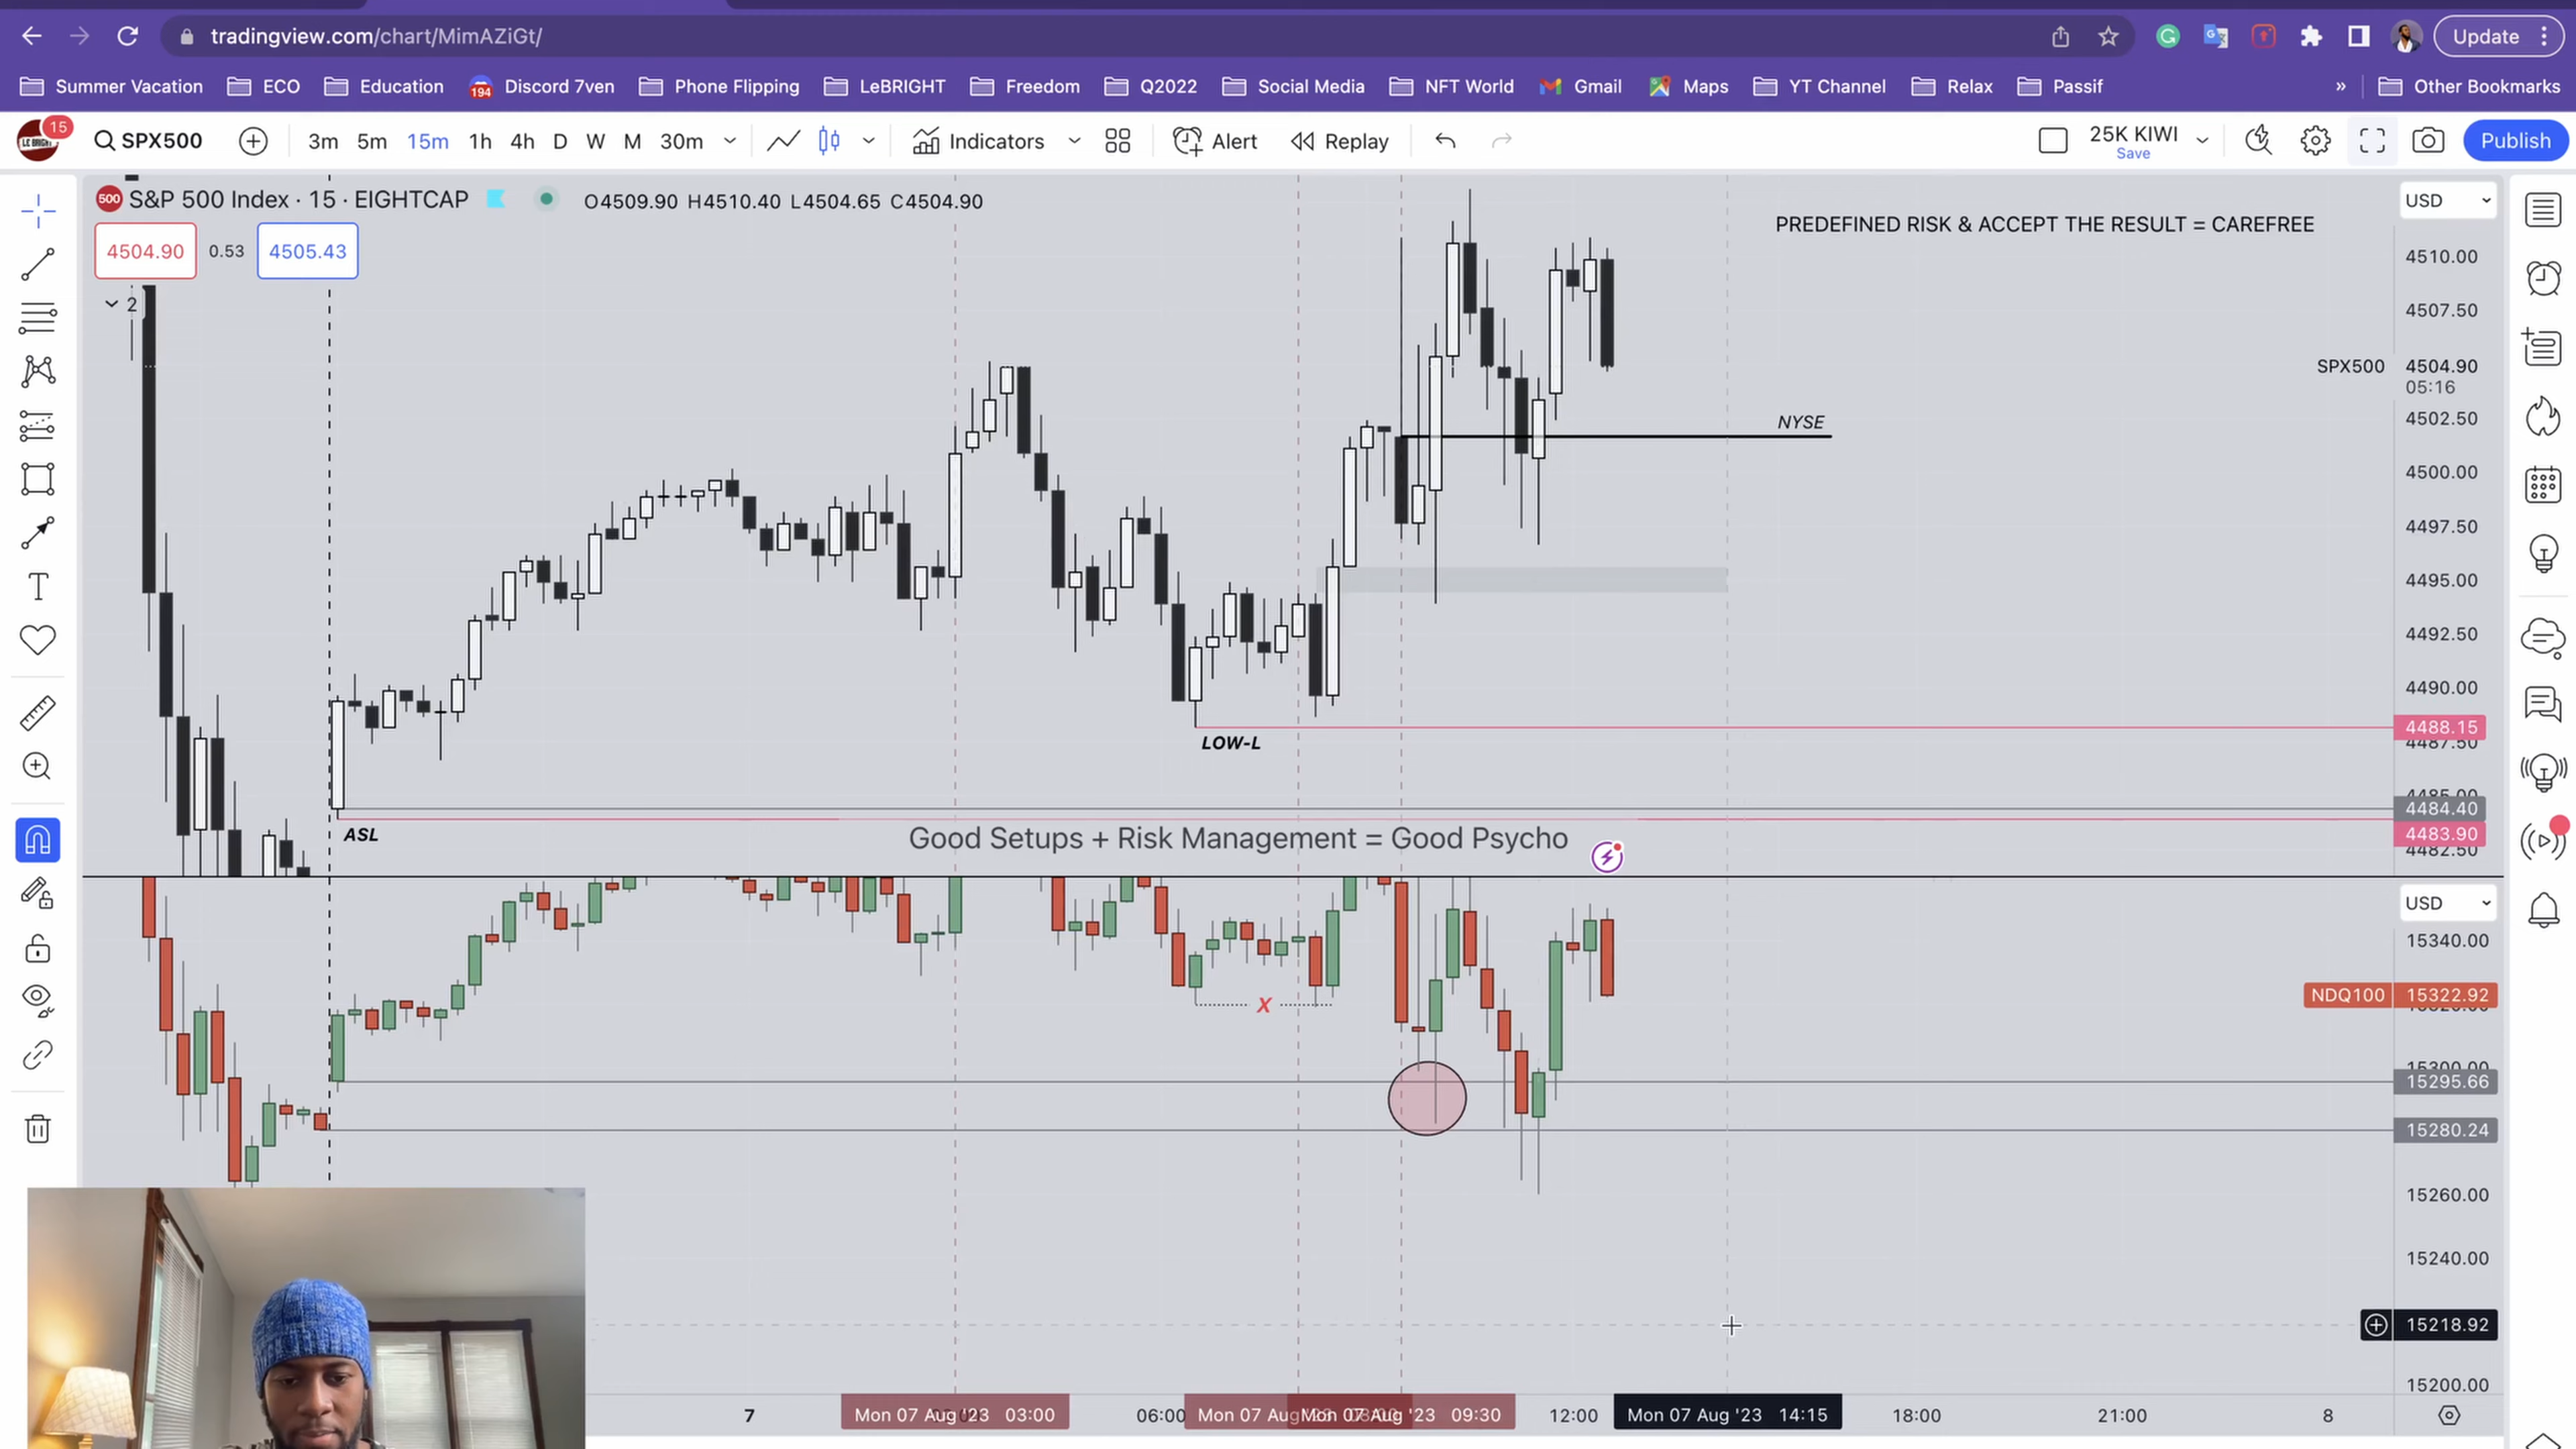 tradingview.com/chart/MimAZiGt/
Update
Summer Vacation
ECO
Education
194
Discord 7ven
Phone Flipping
LeBRIGHT
Freedom
Q2022
Social Media
NFT World
Gmail
Maps
YT Channel
Relax
Passif
»
Other Bookmarks
15
SPX500
3m 5m 15m 1h 4h D W M 30m
Indicators
Alert
Replay
25K KIWI
Save
Publish
500
S&P 500 Index · 15 · EIGHTCAP
O4509.90 H4510.40 L4504.65 C4504.90
4504.90
0.53
4505.43
2
PREDEFINED RISK & ACCEPT THE RESULT = CAREFREE
USD
4510.00
4507.50
SPX500 4504.90
05:16
4502.50
NYSE
4500.00
4497.50
4495.00
4492.50
4490.00
4488.15
4487.50
LOW-L
4484.40
4483.90
4482.50
ASL
Good Setups + Risk Management = Good Psycho
USD
15340.00
NDQ100 15322.92
X
15295.66
15280.24
15260.00
15240.00
15218.92
15200.00
7
Mon 07 Aug '23 03:00
06:00
Mon 07 Aug '23 09:30
12:00
Mon 07 Aug '23 14:15
18:00
21:00
8